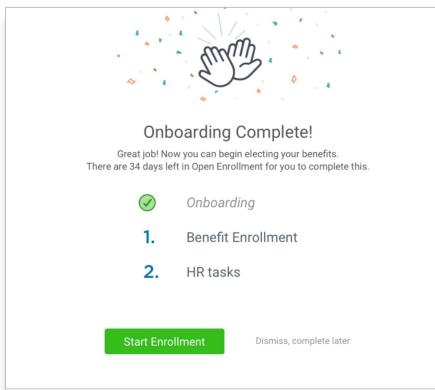 Onboarding Complete!
Great job! Now you can begin electing your benefits.
There are 34 days left in Open Enrollment for you to complete this.
Onboarding
1. Benefit Enrollment
2. HR tasks
Start Enrollment Dismiss, complete later